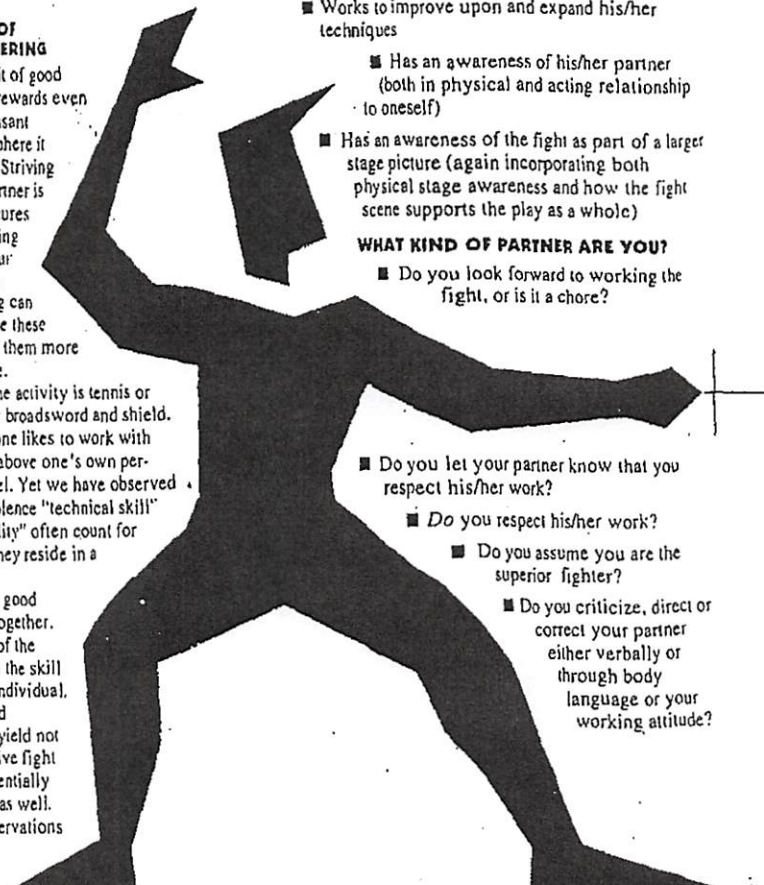 OF
ERING
it of good
ewards even
sant
phere it
Striving
rtner is
ures
ing
ur
g can
e these
them more
e.
ne activity is tennis or
broadsword and shield.
one likes to work with
above one's own per-
el. Yet we have observed
olence "technical skill"
lity" often count for
hey reside in a
good
ogether.
of the
the skill
ndividual,
d
yield not
ve fight
entially
as well.
ervations
■ Works to improve upon and expand his/her
techniques
■ Has an awareness of his/her partner
(both in physical and acting relationship
to oneself)
■ Has an awareness of the fight as part of a larger
stage picture (again incorporating both
physical stage awareness and how the fight
scene supports the play as a whole)
WHAT KIND OF PARTNER ARE YOU?
■ Do you look forward to working the
fight, or is it a chore?
■ Do you let your partner know that you
respect his/her work?
■ Do you respect his/her work?
■ Do you assume you are the
superior fighter?
■ Do you criticize, direct or
correct your partner
either verbally or
through body
language or your
working attitude?